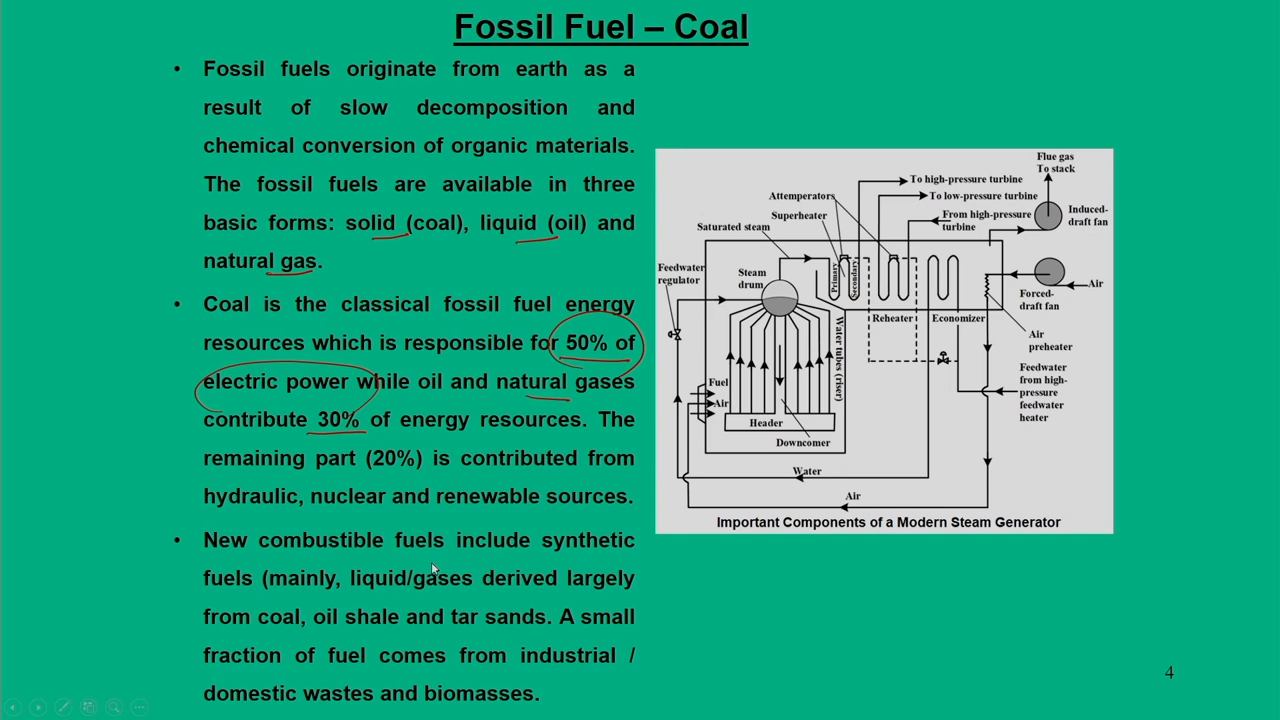 Fossil Fuel – Coal
• Fossil fuels originate from earth as a
result of slow decomposition and
chemical conversion of organic materials.
The fossil fuels are available in three
basic forms: solid (coal), liquid (oil) and
natural gas.
• Coal is the classical fossil fuel energy
resources which is responsible for 50% of
electric power while oil and natural gases
contribute 30% of energy resources. The
remaining part (20%) is contributed from
hydraulic, nuclear and renewable sources.
• New combustible fuels include synthetic
fuels (mainly, liquid/gases derived largely
from coal, oil shale and tar sands. A small
fraction of fuel comes from industrial /
domestic wastes and biomasses.
Flue gas
To stack
To high-pressure turbine
Attemperators
To low-pressure turbine
Superheater
From high-pressure
turbine
Induced-
draft fan
Saturated steam
Feedwater
regulator
Steam
drum
Primary
Secondary
Air
Forced-
draft fan
Reheater
Economizer
Air
preheater
Water tubes (riser)
Feedwater
from high-
pressure
feedwater
heater
Fuel
Air
Header
Downcomer
Water
Air
Important Components of a Modern Steam Generator
4